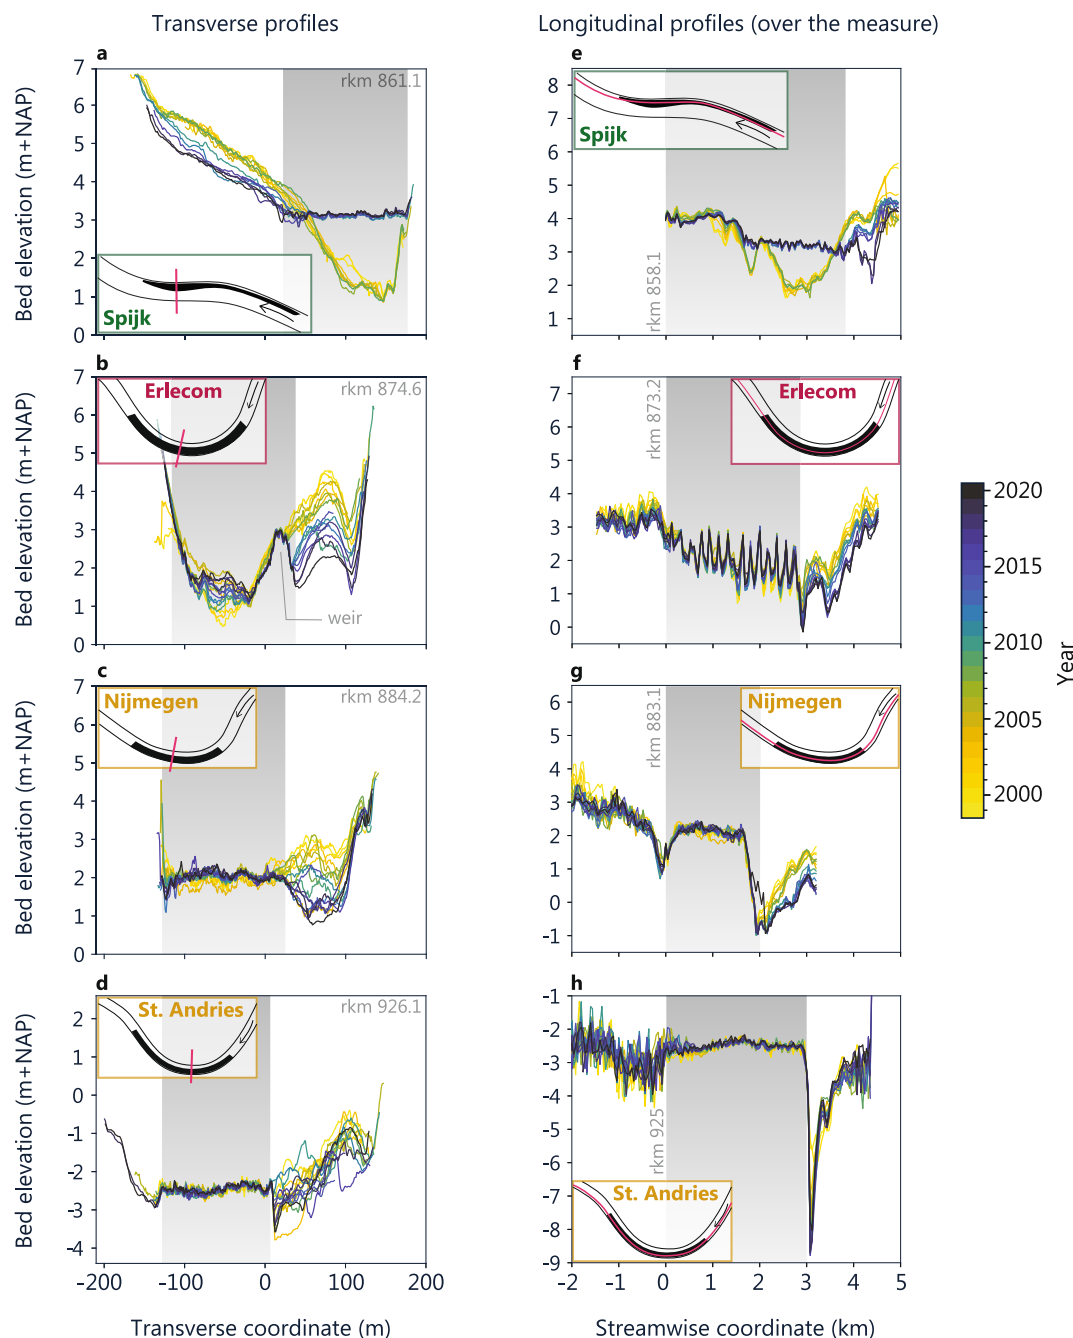 Transverse profiles
Longitudinal profiles (over the measure)
a
Bed elevation (m+NAP)
7
6
5
4
3
2
1
0
rkm 861.1
Spijk
e
Bed elevation (m+NAP)
8
7
6
5
4
3
2
1
rkm 858.1
Spijk
b
Bed elevation (m+NAP)
7
6
5
4
3
2
1
0
rkm 874.6
Erlecom
weir
f
7
6
5
4
3
2
1
0
rkm 873.2
Erlecom
c
Bed elevation (m+NAP)
7
6
5
4
3
2
1
0
rkm 884.2
Nijmegen
g
6
5
4
3
2
1
0
-1
rkm 883.1
Nijmegen
d
Bed elevation (m+NAP)
2
1
0
-1
-2
-3
-4
rkm 926.1
St. Andries
-200 -100 0 100 200
Transverse coordinate (m)
h
-1
-2
-3
-4
-5
-6
-7
-8
-9
rkm 925
St. Andries
-2 -1 0 1 2 3 4 5
Streamwise coordinate (km)
2020
2015
2010
2005
2000
Year